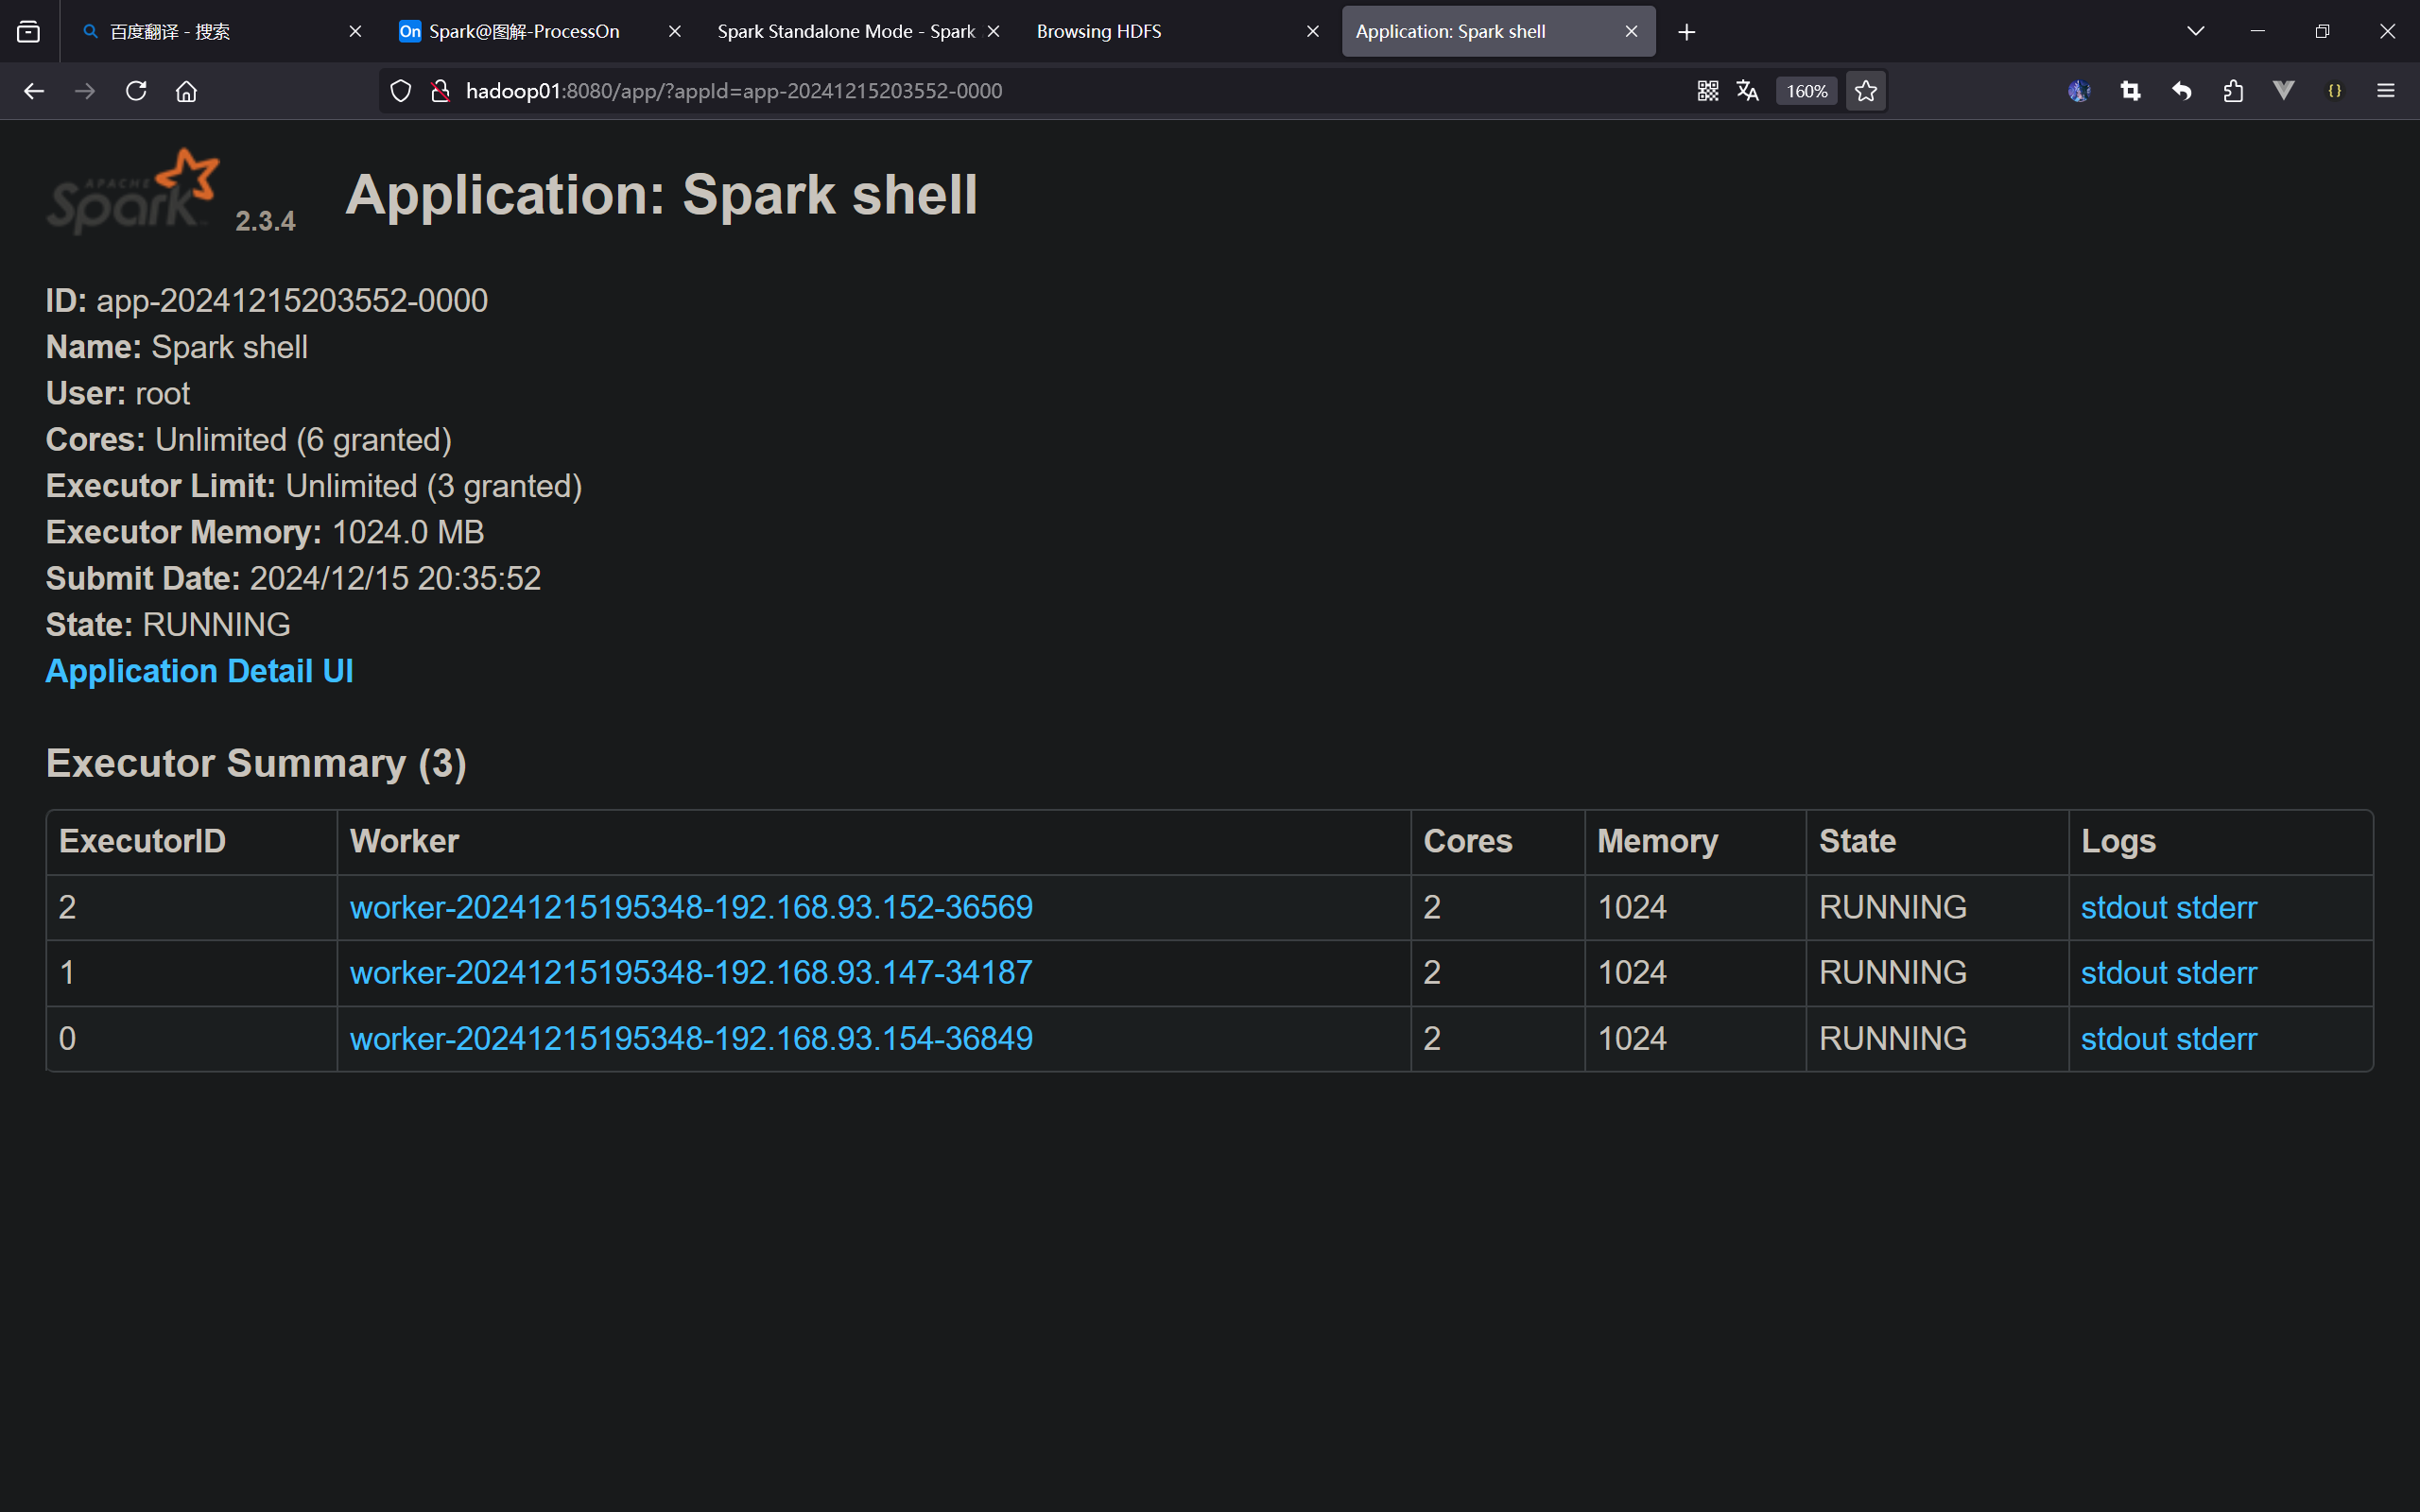 百度翻译 - 搜索
On Spark@图解-ProcessOn
Spark Standalone Mode - Spark
Browsing HDFS
Application: Spark shell
hadoop01:8080/app/?appId=app-20241215203552-0000
160%
APACHE
Spark
2.3.4
Application: Spark shell
ID: app-20241215203552-0000
Name: Spark shell
User: root
Cores: Unlimited (6 granted)
Executor Limit: Unlimited (3 granted)
Executor Memory: 1024.0 MB
Submit Date: 2024/12/15 20:35:52
State: RUNNING
Application Detail UI
Executor Summary (3)
ExecutorID Worker Cores Memory State Logs
2 worker-20241215195348-192.168.93.152-36569 2 1024 RUNNING stdout stderr
1 worker-20241215195348-192.168.93.147-34187 2 1024 RUNNING stdout stderr
0 worker-20241215195348-192.168.93.154-36849 2 1024 RUNNING stdout stderr